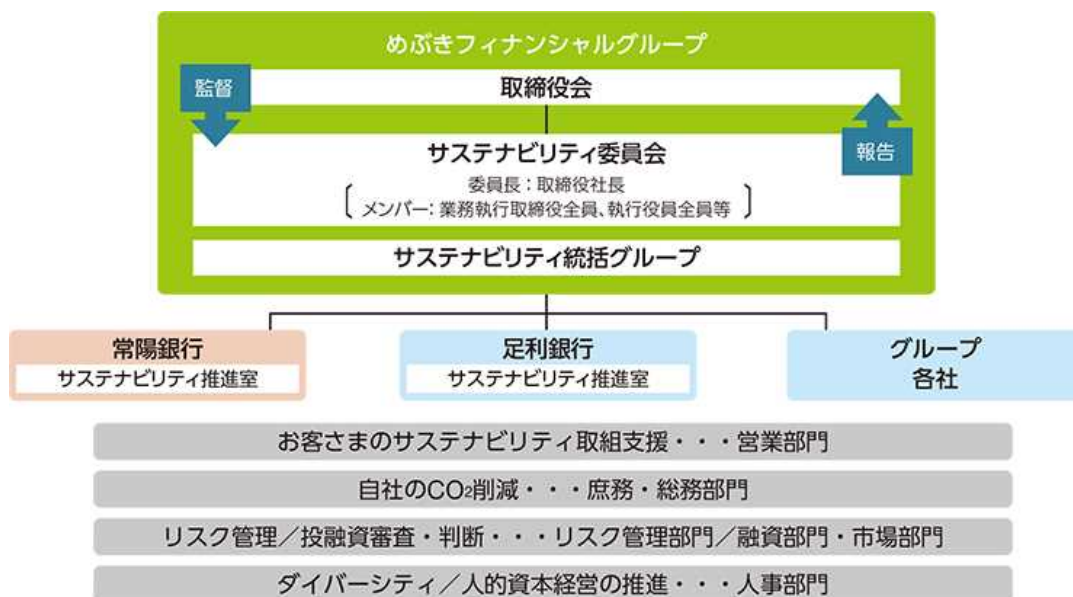 めぶきフィナンシャルグループ
監督
取締役会
サステナビリティ委員会
報告
委員長：取締役社長
メンバー：業務執行取締役全員、執行役員全員等
サステナビリティ統括グループ
常陽銀行
サステナビリティ推進室
足利銀行
サステナビリティ推進室
グループ
各社
お客さまのサステナビリティ取組支援・・・営業部門
自社のCO₂削減・・・庶務・総務部門
リスク管理／投融資審査・判断・・・リスク管理部門／融資部門・市場部門
ダイバーシティ／人的資本経営の推進・・・人事部門